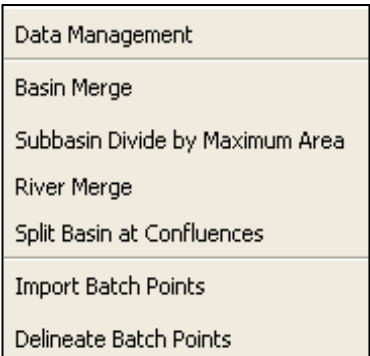 Data Management
Basin Merge
Subbasin Divide by Maximum Area
River Merge
Split Basin at Confluences
Import Batch Points
Delineate Batch Points